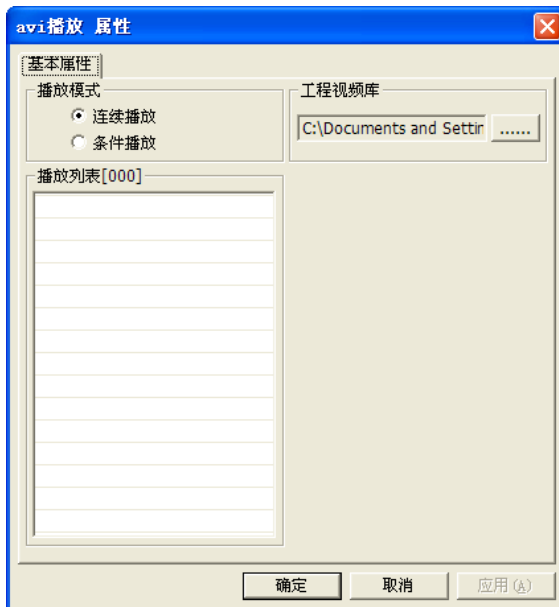 avi播放 属性
基本属性
播放模式
连续播放
条件播放
工程视频库
C:\Documents and Settir
......
播放列表[000]
确定
取消
应用(A)